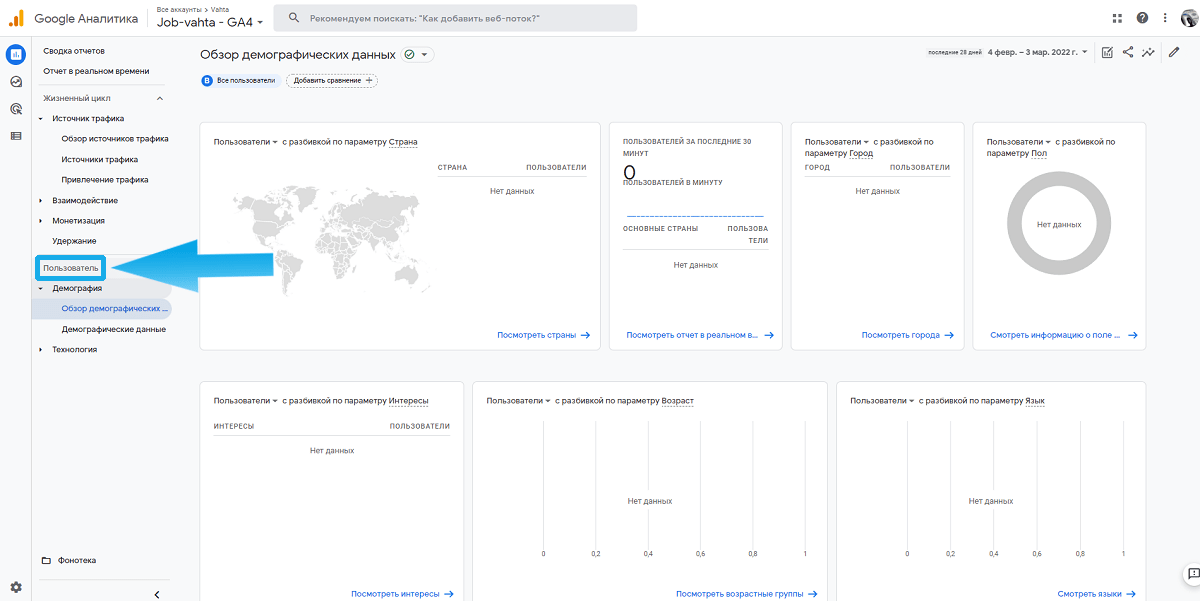 Google Аналитика
Все аккаунты > Vahta
Job-vahta - GA4
Рекомендуем поискать: "Как добавить веб-поток?"
Сводка отчетов
Отчет в реальном времени
Жизненный цикл
Источник трафика
Обзор источников трафика
Источники трафика
Привлечение трафика
Взаимодействие
Монетизация
Удержание
Пользователь
Демография
Обзор демографических ...
Демографические данные
Технология
Фонотека
Обзор демографических данных
последние 28 дней 4 февр. – 3 мар. 2022 г.
B Все пользователи
Добавить сравнение +
Пользователи с разбивкой по параметру Страна
СТРАНА ПОЛЬЗОВАТЕЛИ
Нет данных
Посмотреть страны
ПОЛЬЗОВАТЕЛЕЙ ЗА ПОСЛЕДНИЕ 30
МИНУТ
0
ПОЛЬЗОВАТЕЛЕЙ В МИНУТУ
ОСНОВНЫЕ СТРАНЫ ПОЛЬЗОВА
ТЕЛИ
Нет данных
Посмотреть отчет в реальном в...
Пользователи с разбивкой по
параметру Город
ГОРОД ПОЛЬЗОВАТЕЛИ
Нет данных
Посмотреть города
Пользователи с разбивкой по
параметру Пол
Нет данных
Смотреть информацию о поле ...
Пользователи с разбивкой по параметру Интересы
ИНТЕРЕСЫ ПОЛЬЗОВАТЕЛИ
Нет данных
Посмотреть интересы
Пользователи с разбивкой по параметру Возраст
Нет данных
0 0,2 0,4 0,6 0,8 1
Посмотреть возрастные группы
Пользователи с разбивкой по параметру Язык
Нет данных
0 0,2 0,4 0,6 0,8 1
Смотреть языки